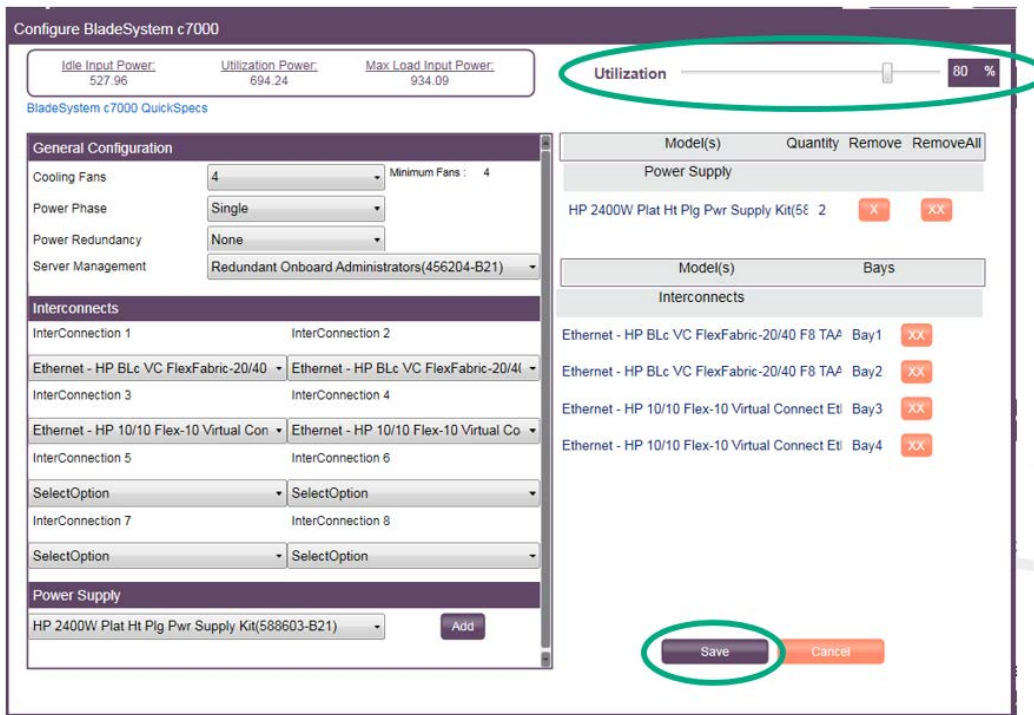 Configure BladeSystem c7000
Idle Input Power: Utilization Power: Max Load Input Power:
527.96 694.24 934.09
Utilization 80 %
BladeSystem c7000 QuickSpecs
General Configuration
Cooling Fans 4 Minimum Fans : 4
Power Phase Single
Power Redundancy None
Server Management Redundant Onboard Administrators(456204-B21)
Interconnects
InterConnection 1 InterConnection 2
Ethernet - HP BLc VC FlexFabric-20/40 Ethernet - HP BLc VC FlexFabric-20/4(
InterConnection 3 InterConnection 4
Ethernet - HP 10/10 Flex-10 Virtual Con Ethernet - HP 10/10 Flex-10 Virtual Co
InterConnection 5 InterConnection 6
SelectOption SelectOption
InterConnection 7 InterConnection 8
SelectOption SelectOption
Power Supply
HP 2400W Plat Ht Plg Pwr Supply Kit(588603-B21) Add
Model(s) Quantity Remove RemoveAll
Power Supply
HP 2400W Plat Ht Plg Pwr Supply Kit(58 2 X XX
Model(s) Bays
Interconnects
Ethernet - HP BLc VC FlexFabric-20/40 F8 TAA Bay1 XX
Ethernet - HP BLc VC FlexFabric-20/40 F8 TAA Bay2 XX
Ethernet - HP 10/10 Flex-10 Virtual Connect Etl Bay3 XX
Ethernet - HP 10/10 Flex-10 Virtual Connect Etl Bay4 XX
Save Cancel